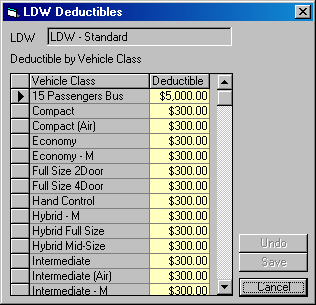 LDW Deductibles
LDW LDW - Standard
Deductible by Vehicle Class
Vehicle Class Deductible
15 Passengers Bus $5,000.00
Compact $300.00
Compact (Air) $300.00
Economy $300.00
Economy - M $300.00
Full Size 2Door $300.00
Full Size 4Door $300.00
Hand Control $300.00
Hybrid - M $300.00
Hybrid Full Size $300.00
Hybrid Mid-Size $300.00
Intermediate $300.00
Intermediate (Air) $300.00
Intermediate - M $300.00
Undo
Save
Lancel